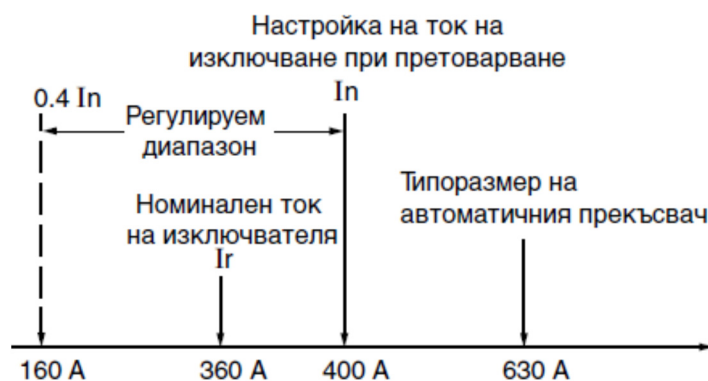 Настройка на ток на
изключване при претоварване
0.4 In
In
Регулируем
диапазон
Типоразмер на
автоматичния прекъсвач
Номинален ток
на изключвателя
Ir
160 A
360 A
400 A
630 A